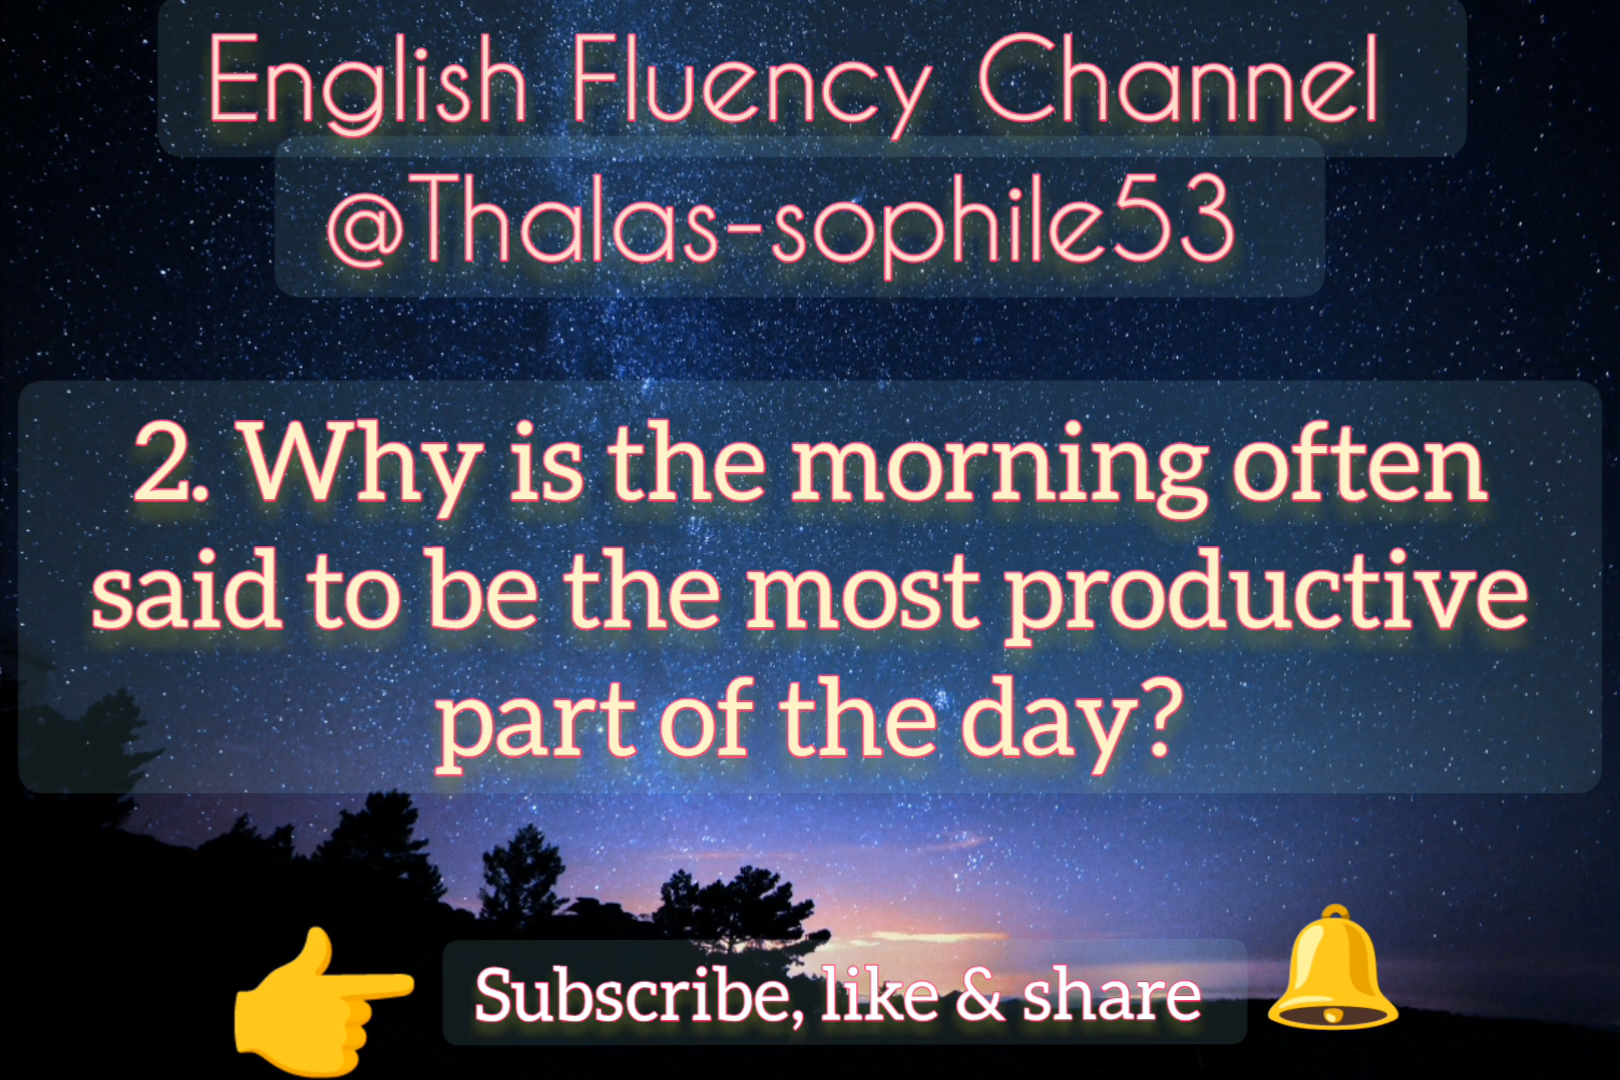 English Fluency Channel
@Thalas-sophile53
2. Why is the morning often
said to be the most productive
part of the day?
Subscribe, like & share